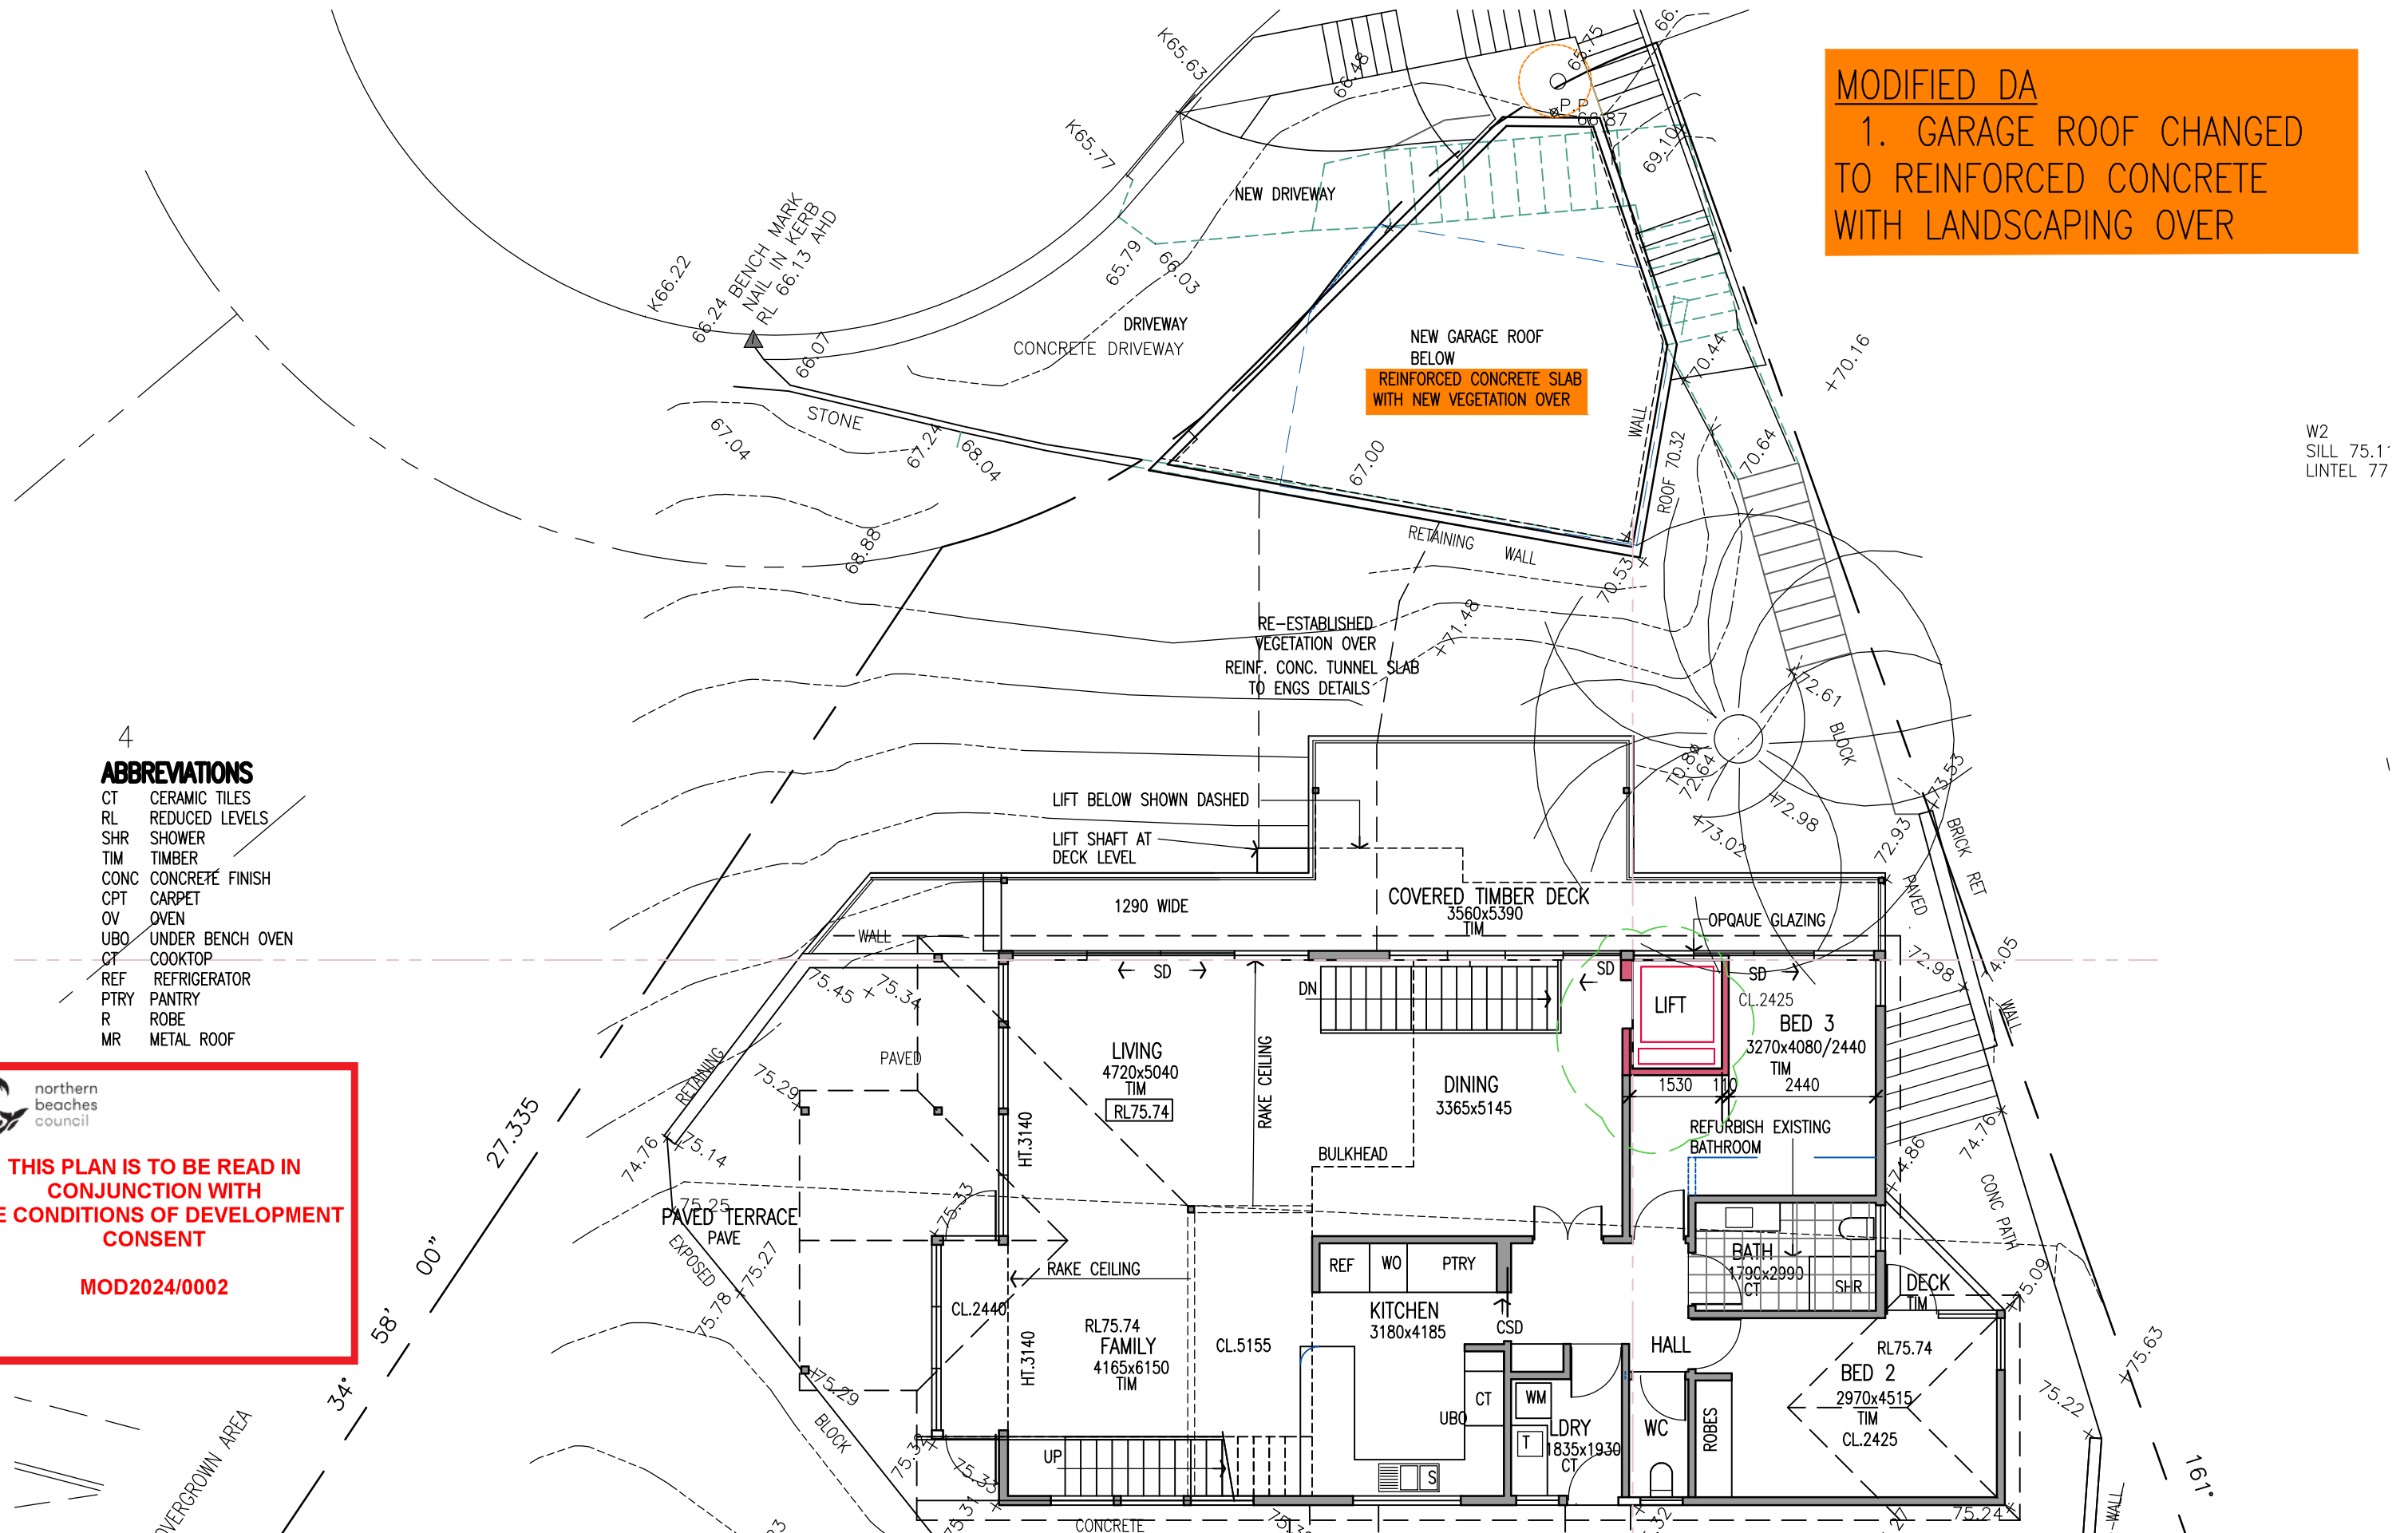 MODIFIED DA
1. GARAGE ROOF CHANGED
TO REINFORCED CONCRETE
WITH LANDSCAPING OVER
K65.63
66.48
65.75
P.P
66.87
K65.77
69.10
NEW DRIVEWAY
66.24 BENCH MARK
NAIL IN KERB
RL 66.13 AHD
K66.22
65.79
66.03
66.07
DRIVEWAY
CONCRETE DRIVEWAY
NEW GARAGE ROOF
BELOW
REINFORCED CONCRETE SLAB
WITH NEW VEGETATION OVER
70.44
+70.16
STONE
67.04
67.24
68.04
67.00
WALL
ROOF 70.32
70.64
W2
SILL 75.1
LINTEL 77
68.88
RETAINING WALL
70.53
RE-ESTABLISHED
VEGETATION OVER
REINF. CONC. TUNNEL SLAB
TO ENGS DETAILS
+71.48
+72.61
BLOCK
72.64
+72.98
+73.02
+73.53
72.93
BRICK RET
PAVED
WALL
4
ABBREVIATIONS
CT CERAMIC TILES
RL REDUCED LEVELS
SHR SHOWER
TIM TIMBER
CONC CONCRETE FINISH
CPT CARPET
OV OVEN
UBO UNDER BENCH OVEN
CT COOKTOP
REF REFRIGERATOR
PTRY PANTRY
R ROBE
MR METAL ROOF
LIFT BELOW SHOWN DASHED
LIFT SHAFT AT
DECK LEVEL
1290 WIDE
COVERED TIMBER DECK
3560x5390
TIM
OPQAUE GLAZING
WALL
SD
SD
SD
DN
LIFT
CL.2425
BED 3
3270x4080/2440
TIM
1530 110 2440
72.98
74.05
75.45 + 75.34
PAVED
RETAINING
75.29
LIVING
4720x5040
TIM
RL75.74
HT.3140
RAKE CEILING
DINING
3365x5145
BULKHEAD
REFURBISH EXISTING
BATHROOM
74.76
+75.14
74.86
74.76
CONC PATH
northern
beaches
council
THIS PLAN IS TO BE READ IN
CONJUNCTION WITH
E CONDITIONS OF DEVELOPMENT
CONSENT
MOD2024/0002
27.335
34° 58' 00"
+75.25
PAVED TERRACE
PAVE
75.33
EXPOSED
+75.27
75.78
RAKE CEILING
CL.2440
RL75.74
FAMILY
4165x6150
TIM
HT.3140
CL.5155
REF
WO
PTRY
KITCHEN
3180x4185
CSD
BATH
1790x2990
CT
SHR
DECK
TIM
+75.09
HALL
RL75.74
BED 2
2970x4515
TIM
CL.2425
+75.63
75.22
+75.29
BLOCK
UP
CT
UBO
WM
T
LDRY
1835x1930
CT
WC
ROBES
S
75.32
75.33
75.31
OVERGROWN AREA
CONCRETE
75.24
161°
WALL